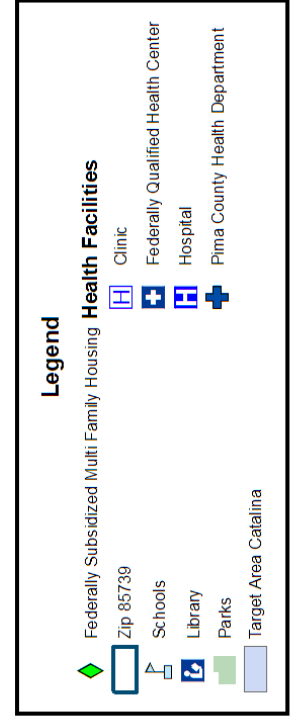 Legend
Federally Subsidized Multi Family Housing
Zip 85739
Schools
Library
Parks
Target Area Catalina
Health Facilities
Clinic
Federally Qualified Health Center
Hospital
Pima County Health Department